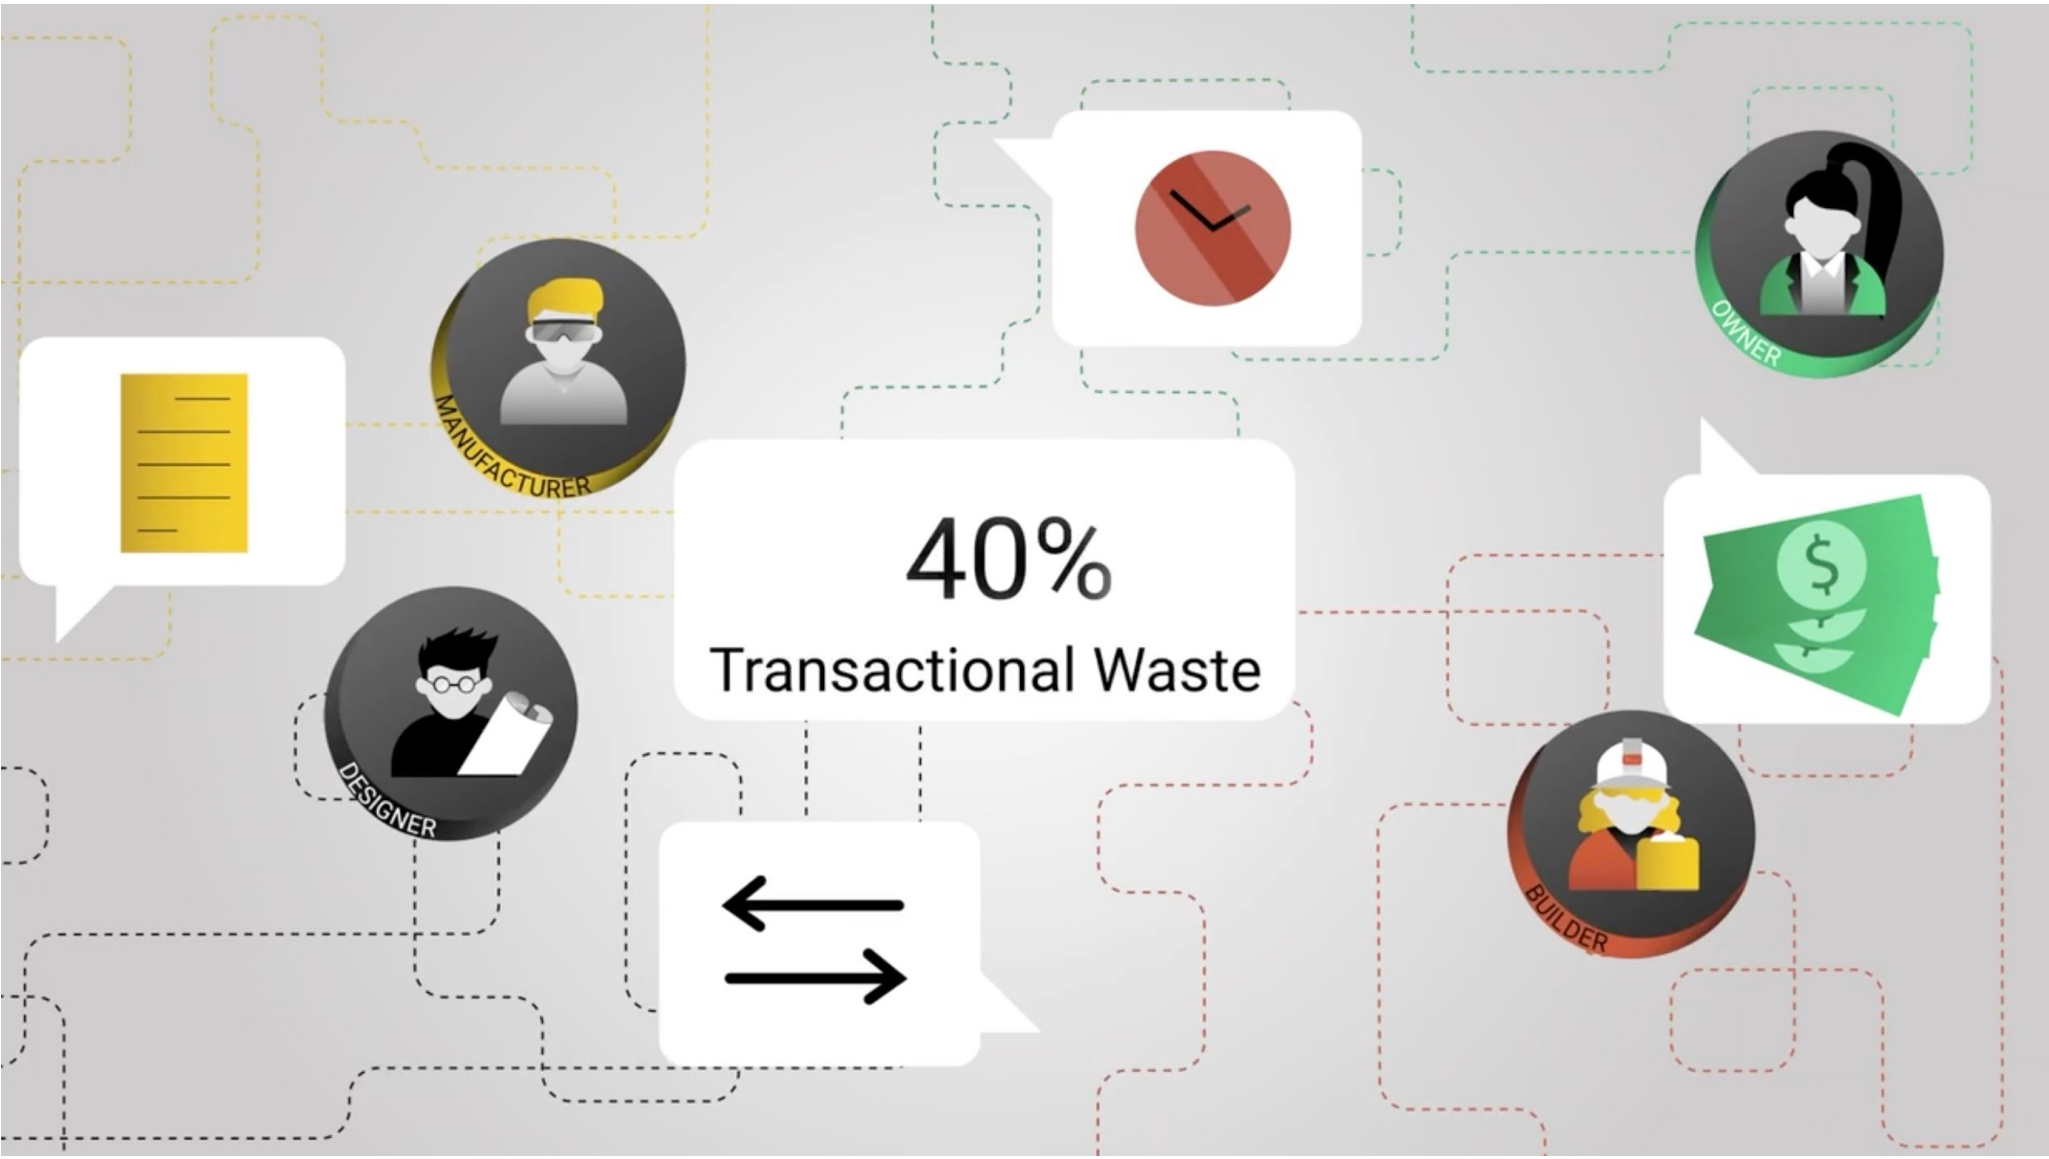 OWNER
MANUFACTURER
40%
Transactional Waste
$
DESIGNER
BUILDER